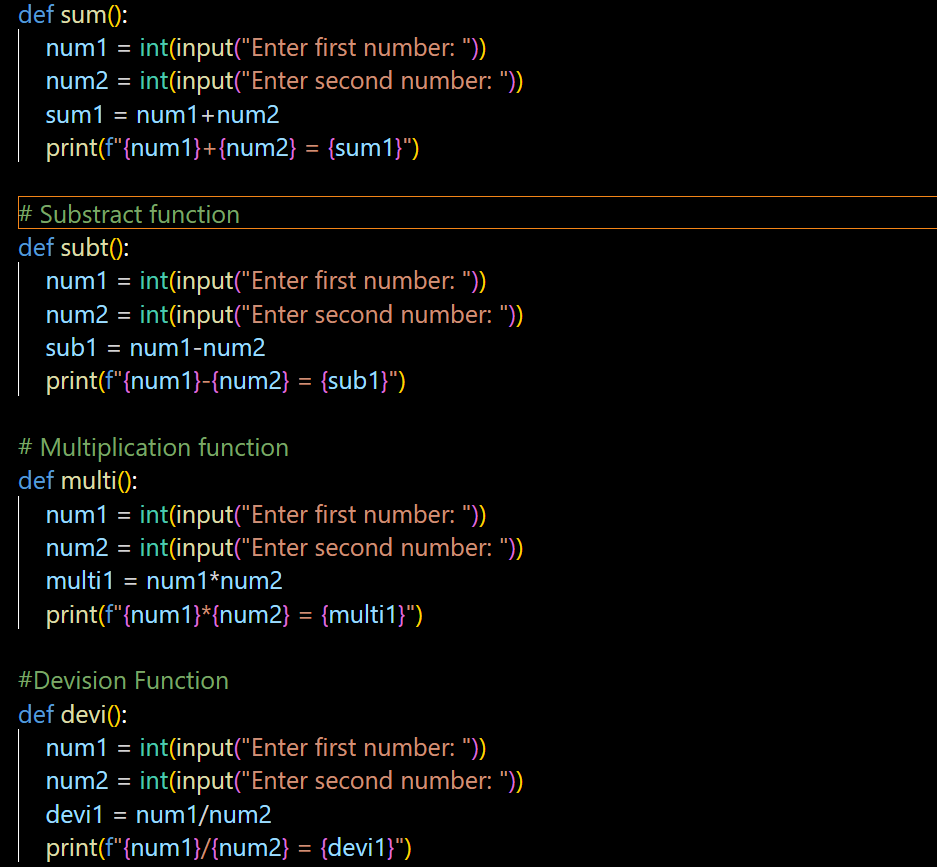 def sum():
    num1 = int(input("Enter first number: "))
    num2 = int(input("Enter second number: "))
    sum1 = num1+num2
    print(f"{num1}+{num2} = {sum1}")
# Substract function
def subt():
    num1 = int(input("Enter first number: "))
    num2 = int(input("Enter second number: "))
    sub1 = num1-num2
    print(f"{num1}-{num2} = {sub1}")
# Multiplication function
def multi():
    num1 = int(input("Enter first number: "))
    num2 = int(input("Enter second number: "))
    multi1 = num1*num2
    print(f"{num1}*{num2} = {multi1}")
#Devision Function
def devi():
    num1 = int(input("Enter first number: "))
    num2 = int(input("Enter second number: "))
    devi1 = num1/num2
    print(f"{num1}/{num2} = {devi1}")